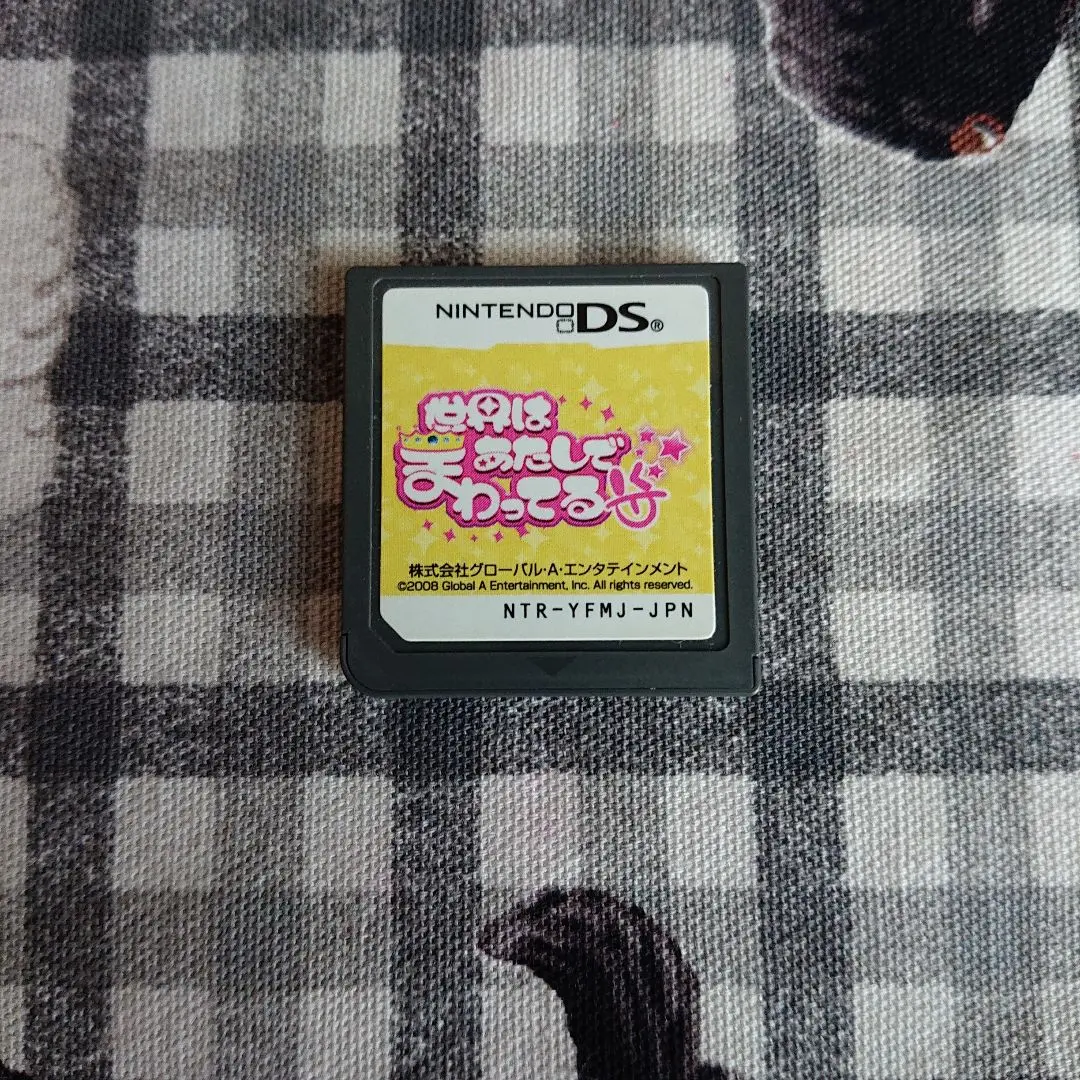 NINTENDO DS®
世界は
あたしで
まわってる
株式会社グローバル・A・エンタテインメント
©2008 Global A Entertainment, Inc. All rights reserved.
NTR-YFMJ-JPN